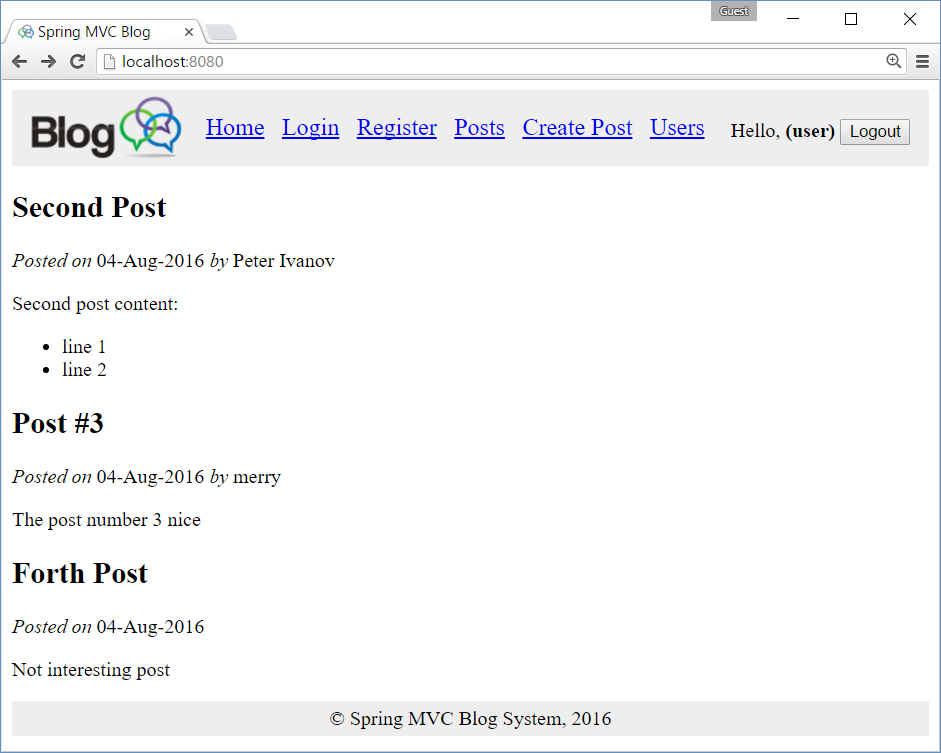 Guest
Spring MVC Blog
localhost:8080
Blog Home Login Register Posts Create Post Users Hello, (user) Logout
Second Post
Posted on 04-Aug-2016 by Peter Ivanov
Second post content:
• line 1
• line 2
Post #3
Posted on 04-Aug-2016 by merry
The post number 3 nice
Forth Post
Posted on 04-Aug-2016
Not interesting post
© Spring MVC Blog System, 2016